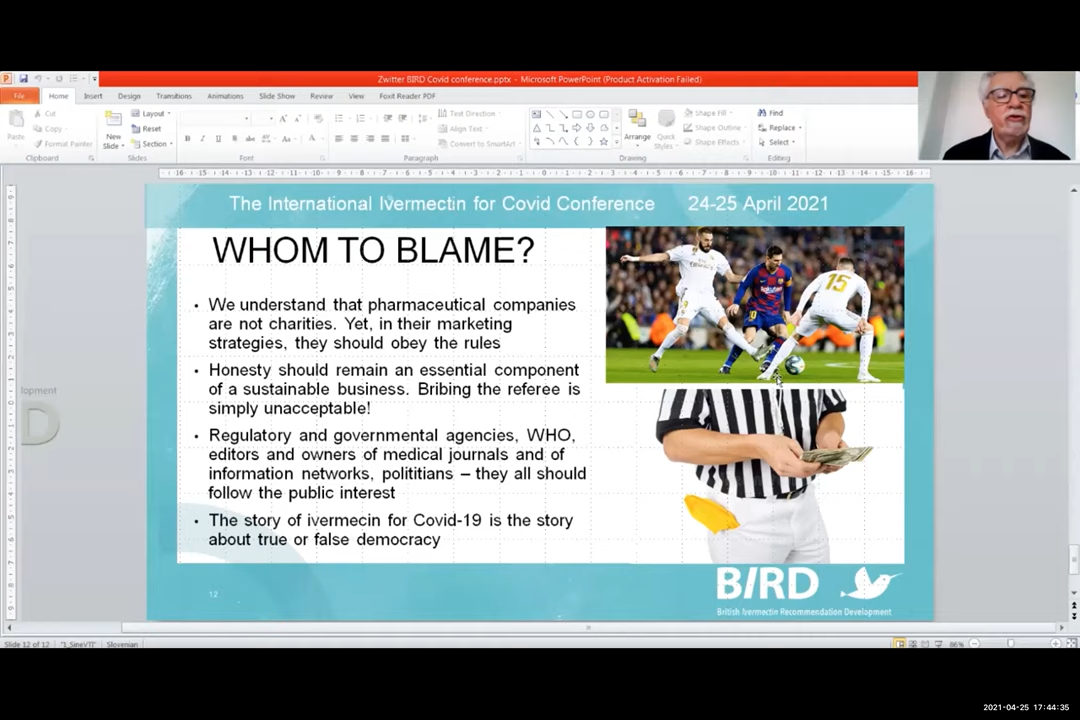 Zwitter BIRD Covid conference.pptx - Microsoft PowerPoint (Product Activation Failed)
File Home Insert Design Transitions Animations Slide Show Review View Foxit Reader PDF
Paste
Cut
Copy
Format Painter
Clipboard
New
Slide
Layout
Reset
Section
Slides
Font
Text Direction
Align Text
Convert to SmartArt
Paragraph
Arrange
Quick
Styles
Shape Fill
Shape Outline
Shape Effects
Drawing
Find
Replace
Select
Editing
The International Ivermectin for Covid Conference 24-25 April 2021
WHOM TO BLAME?
• We understand that pharmaceutical companies
are not charities. Yet, in their marketing
strategies, they should obey the rules
• Honesty should remain an essential component
of a sustainable business. Bribing the referee is
simply unacceptable!
• Regulatory and governmental agencies, WHO,
editors and owners of medical journals and of
information networks, polititians – they all should
follow the public interest
• The story of ivermecin for Covid-19 is the story
about true or false democracy
15
12
BIRD
British Ivermectin Recommendation Development
lopment
D
Slide 12 of 12 "1_SineVTI" Slovenian
86%
2021-04-25 17:44:35